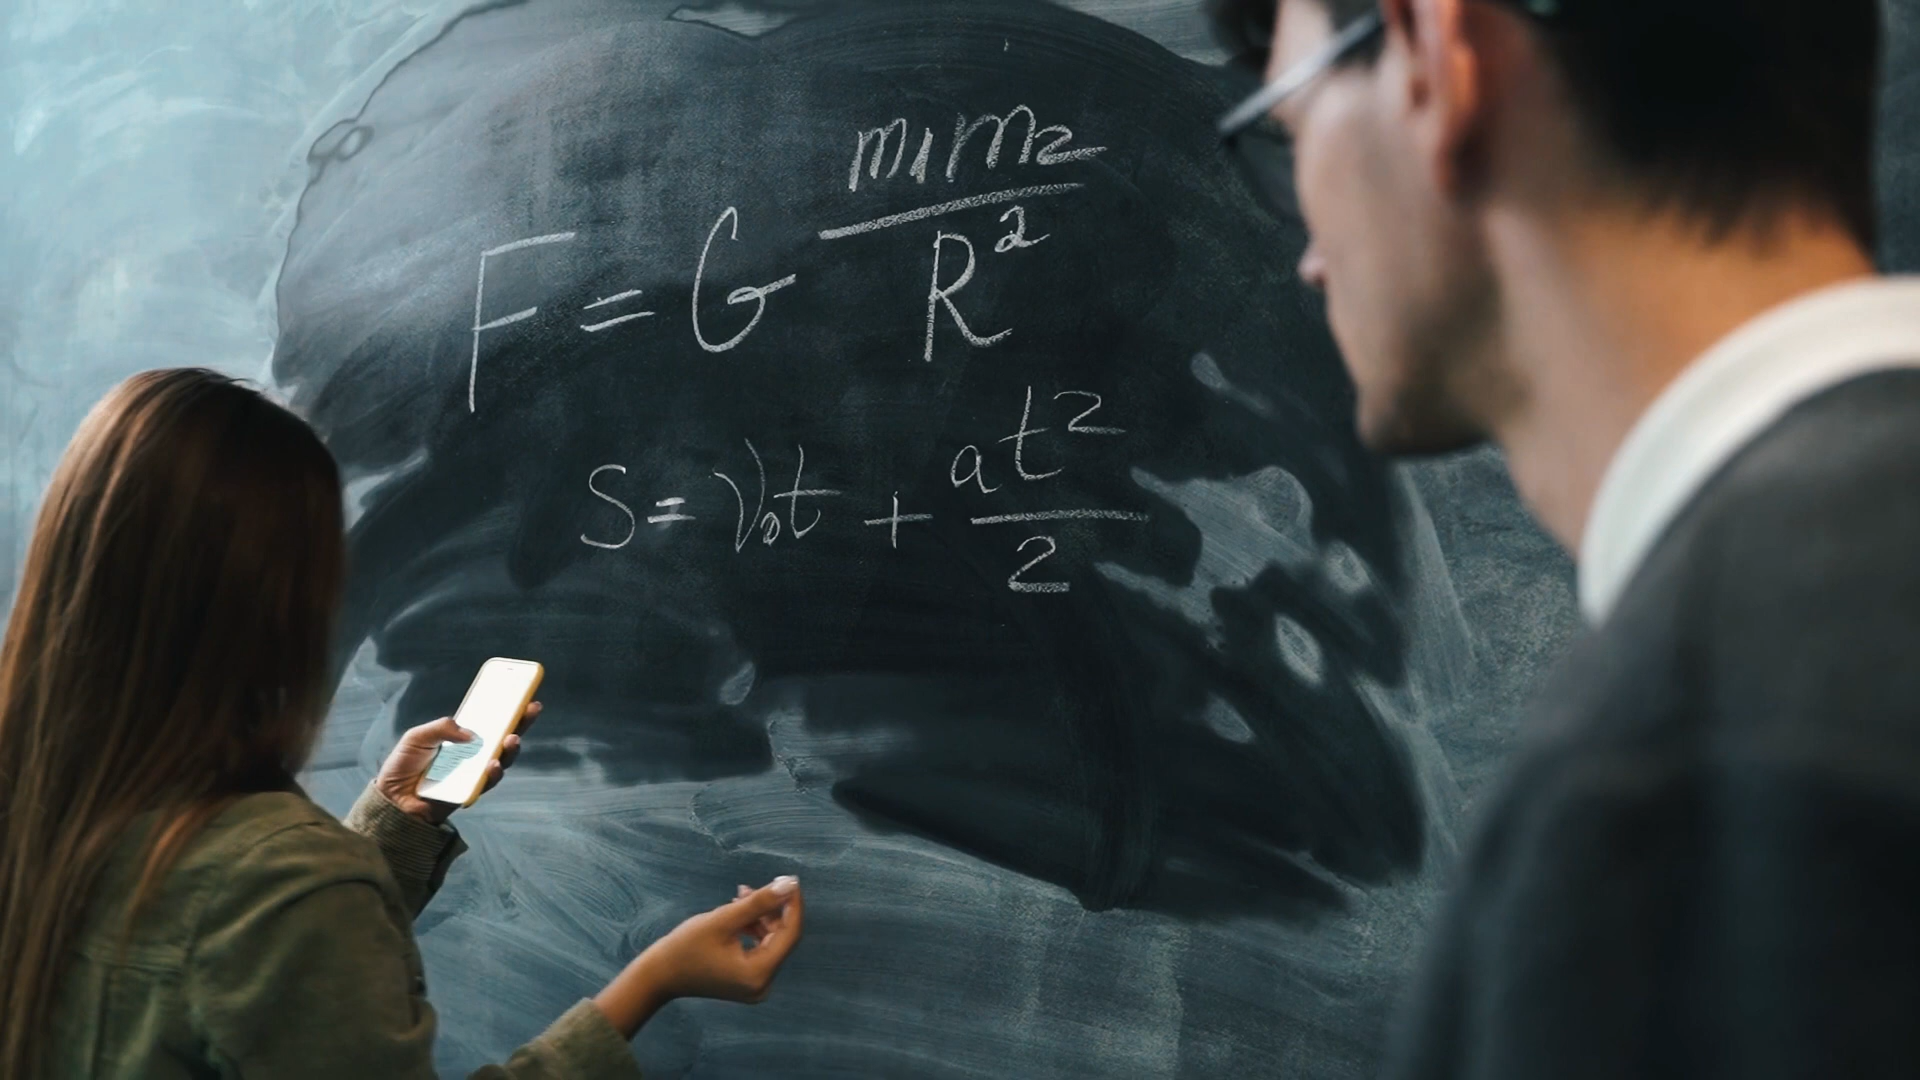 F = G m₁m₂/R²
S = V₀t + at²/2